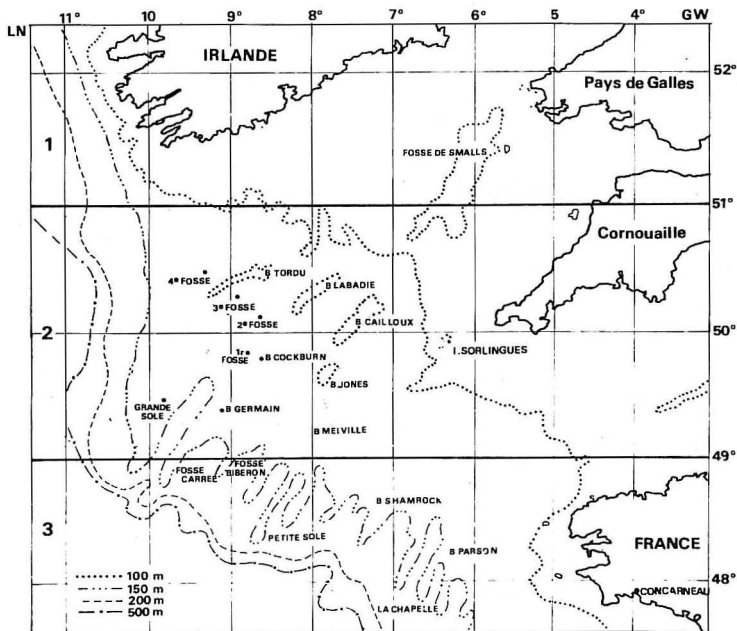 LN
11° 10 9° 8° 7° 6° 5 4° GW
IRLANDE
52°
Pays de Galles
1
FOSSE DE SMALLS
51°
Cornouaille
B TORDU
4e FOSSE
B LABADIE
3e FOSSE
2e FOSSE
B CAILLOUX
2
50°
1r FOSSE
B COCKBURN
I. SORLINGUES
B JONES
GRANDE SOLE
B GERMAIN
B MELVILLE
49°
FOSSE CARREE
FOSSE BIBERON
B SHAMROCK
3
PETITE SOLE
B PARSON
FRANCE
100 m
150 m
200 m
500 m
LA CHAPELLE
CONCARNEAU
48°